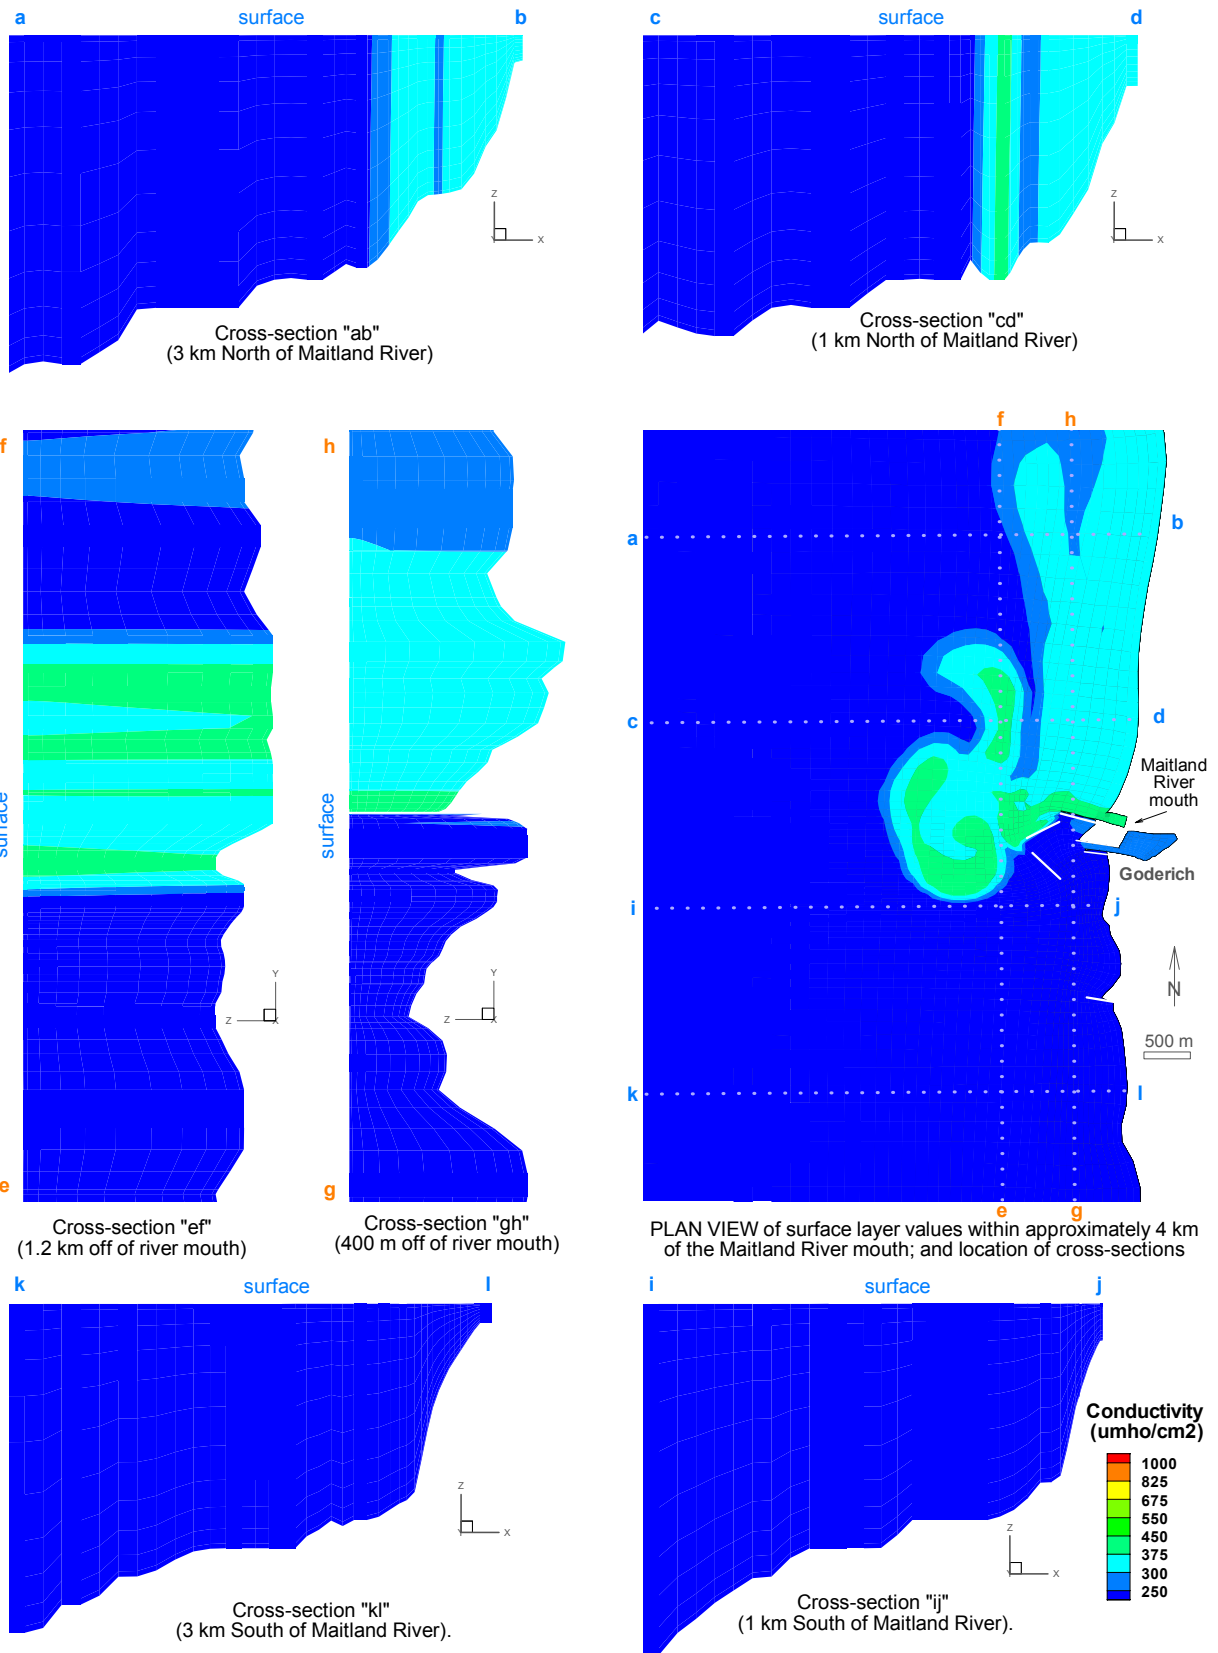 a surface b
c surface d
Z
X
Y
Z
X
Y
Cross-section "ab"
(3 km North of Maitland River)
Cross-section "cd"
(1 km North of Maitland River)
f
h
surface
e
surface
g
Y
Z
X
Y
Z
X
Cross-section "ef"
(1.2 km off of river mouth)
Cross-section "gh"
(400 m off of river mouth)
f h
a
b
c
d
Maitland
River
mouth
Goderich
i
j
N
500 m
k
l
e g
PLAN VIEW of surface layer values within approximately 4 km
of the Maitland River mouth; and location of cross-sections
k surface l
i surface j
Z
X
Y
Z
X
Y
Cross-section "kl"
(3 km South of Maitland River).
Cross-section "ij"
(1 km South of Maitland River).
Conductivity
(umho/cm2)
1000
825
675
550
450
375
300
250